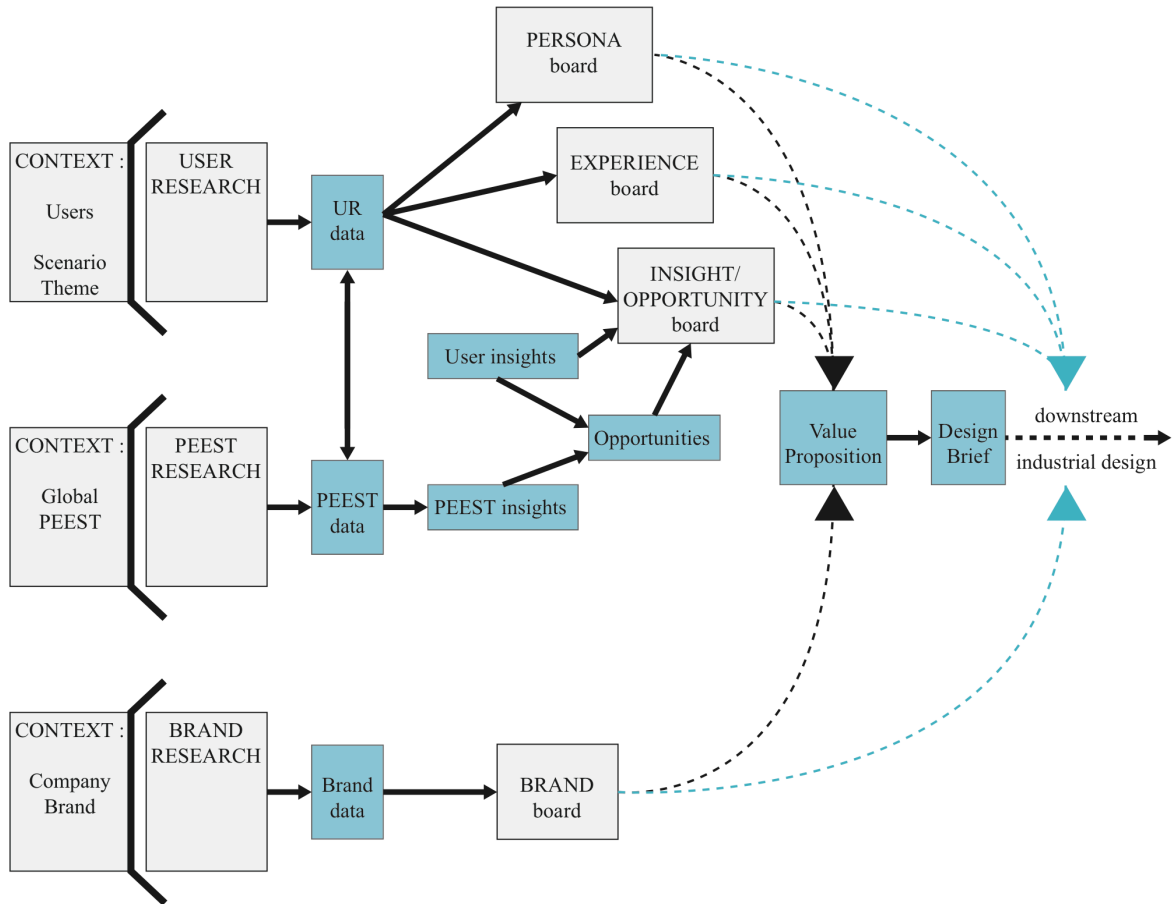 PERSONA
board
EXPERIENCE
board
CONTEXT :
Users
Scenario
Theme
USER
RESEARCH
UR
data
INSIGHT/
OPPORTUNITY
board
User insights
CONTEXT :
Global
PEEST
PEEST
RESEARCH
PEEST
data
PEEST insights
Opportunities
Value
Proposition
Design
Brief
downstream
industrial design
CONTEXT :
Company
Brand
BRAND
RESEARCH
Brand
data
BRAND
board